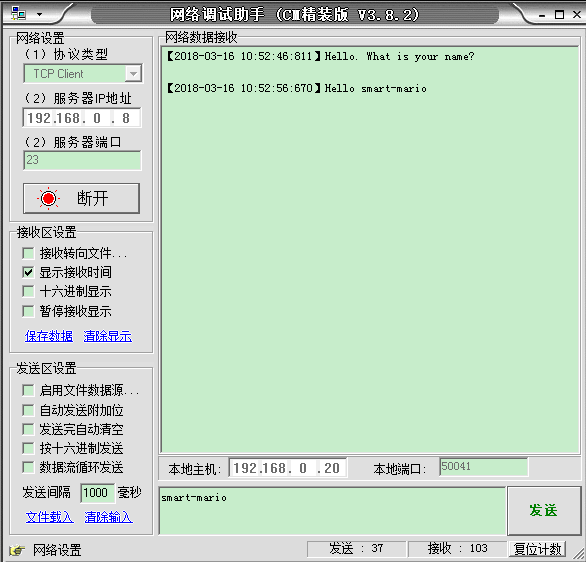 网络调试助手 (CⅢ精装版 V3.8.2)
网络设置
(1) 协议类型
TCP Client
(2) 服务器IP地址
192.168. 0 . 8
(2) 服务器端口
23
断开
接收区设置
接收转向文件...
显示接收时间
十六进制显示
暂停接收显示
保存数据 清除显示
发送区设置
启用文件数据源...
自动发送附加位
发送完自动清空
按十六进制发送
数据流循环发送
发送间隔 1000 毫秒
文件载入 清除输入
网络数据接收
【2018-03-16 10:52:46:811】Hello. What is your name?
【2018-03-16 10:52:56:670】Hello smart-mario
本地主机: 192.168. 0 .20 本地端口: 50041
smart-mario
发送
网络设置
发送 : 37 接收 : 103 复位计数